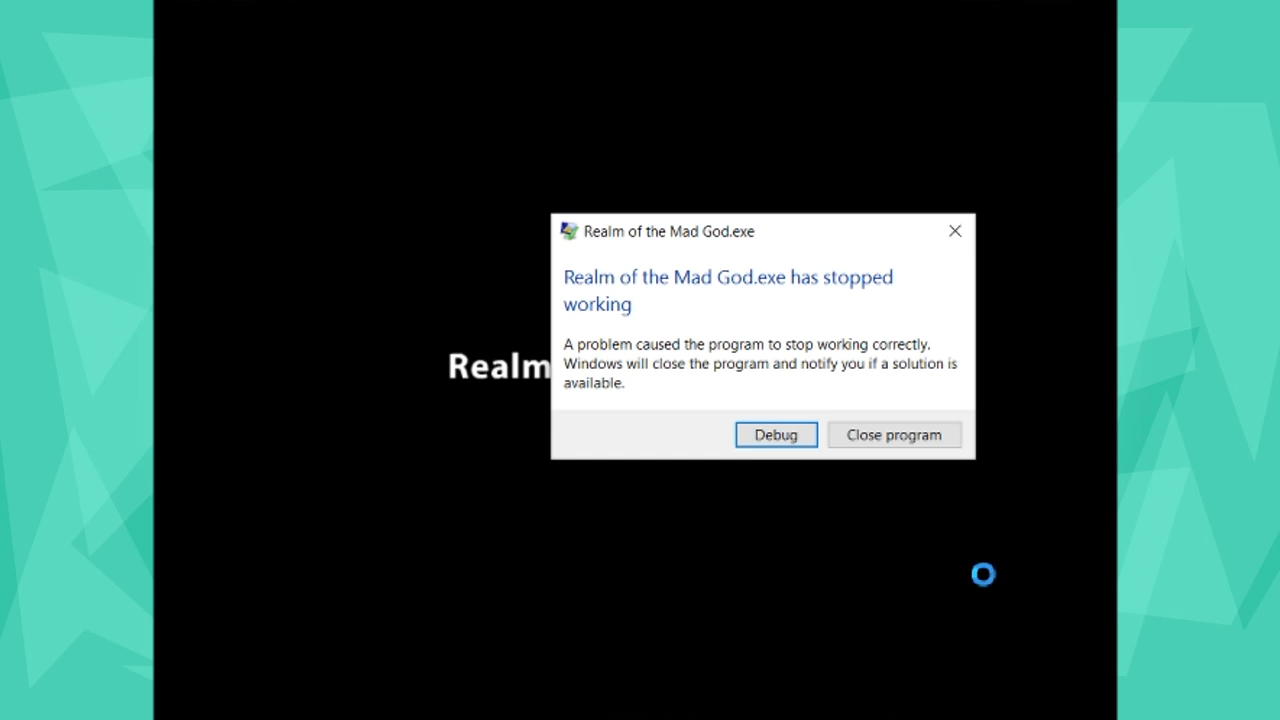 Realm of the Mad God.exe
Realm of the Mad God.exe has stopped
working
A problem caused the program to stop working correctly.
Windows will close the program and notify you if a solution is
available.
Realm
Debug
Close program